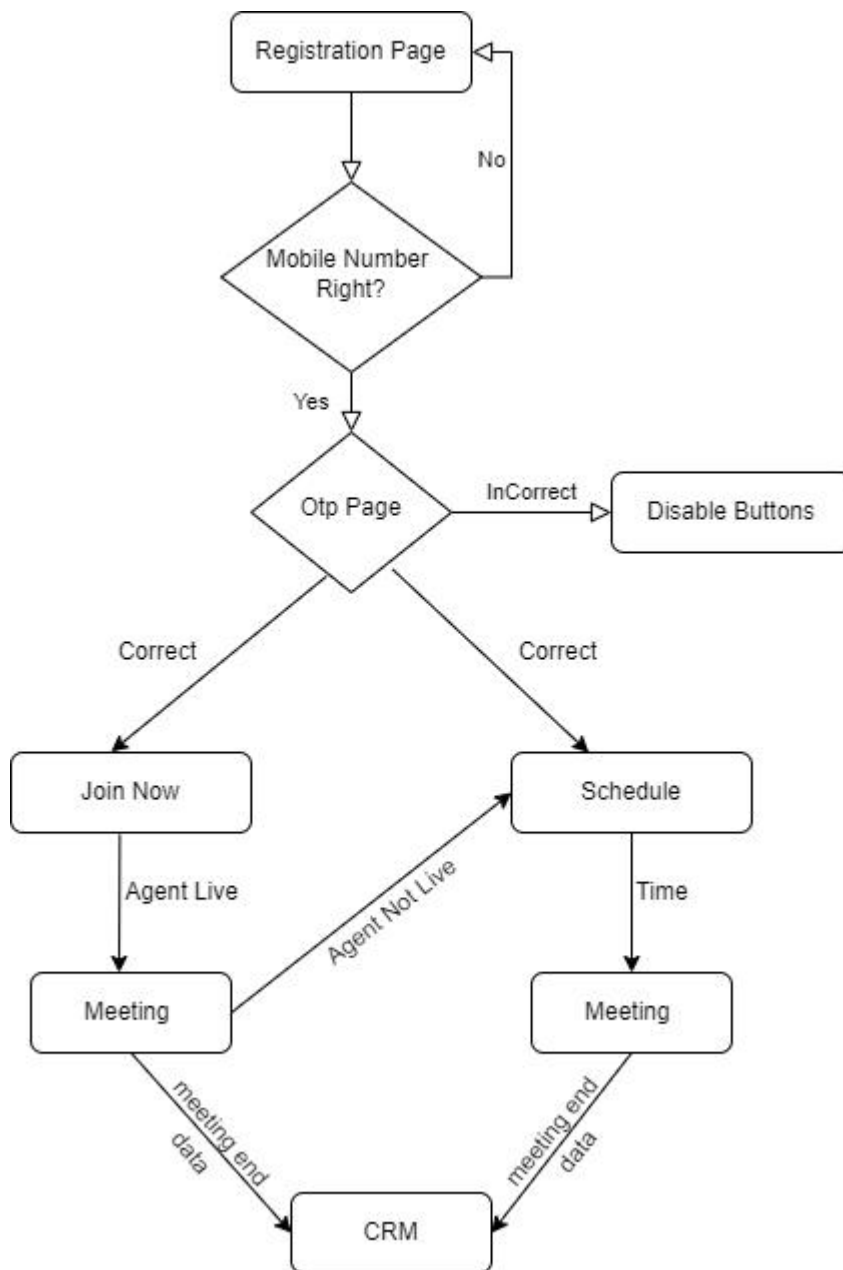 Registration Page
No
Mobile Number
Right?
Yes
Otp Page
InCorrect
Disable Buttons
Correct
Correct
Join Now
Schedule
Agent Live
Agent Not Live
Time
Meeting
Meeting
meeting end
data
meeting end
data
CRM